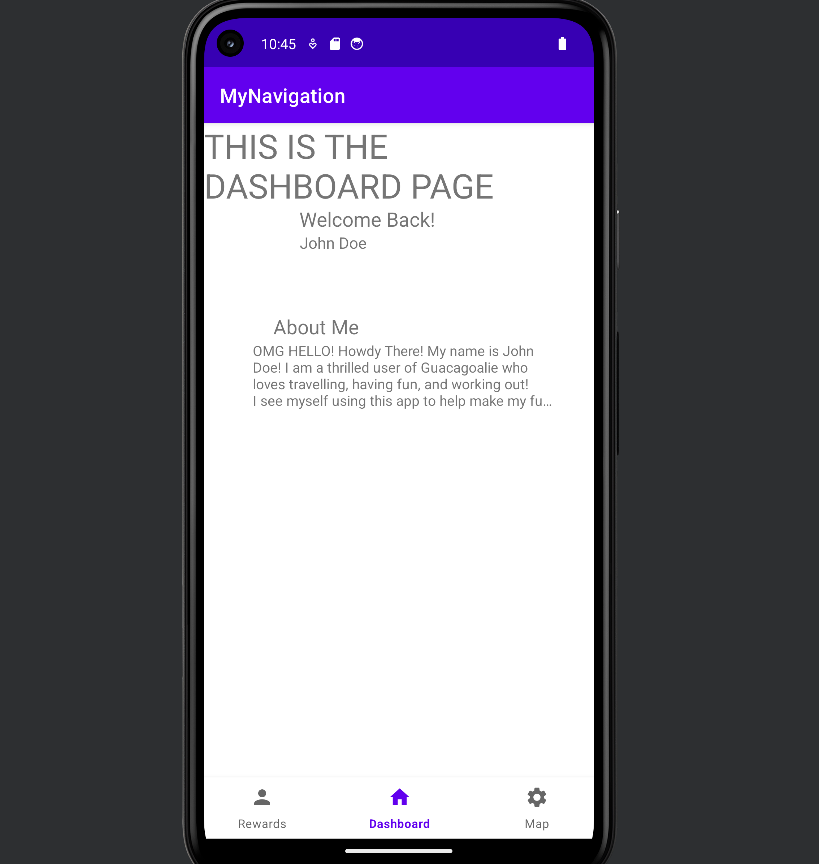 10:45
MyNavigation
THIS IS THE
DASHBOARD PAGE
Welcome Back!
John Doe
About Me
OMG HELLO! Howdy There! My name is John
Doe! I am a thrilled user of Guacagoalie who
loves travelling, having fun, and working out!
I see myself using this app to help make my fu...
Rewards
Dashboard
Map